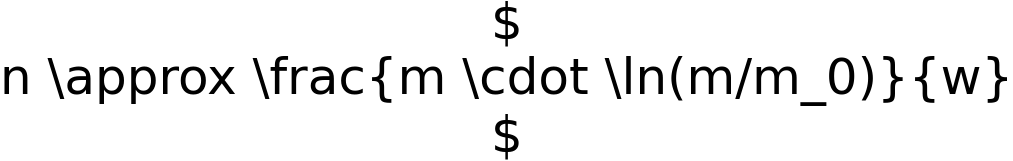 $
n \approx \frac{m \cdot \ln(m/m_0)}{w}
$